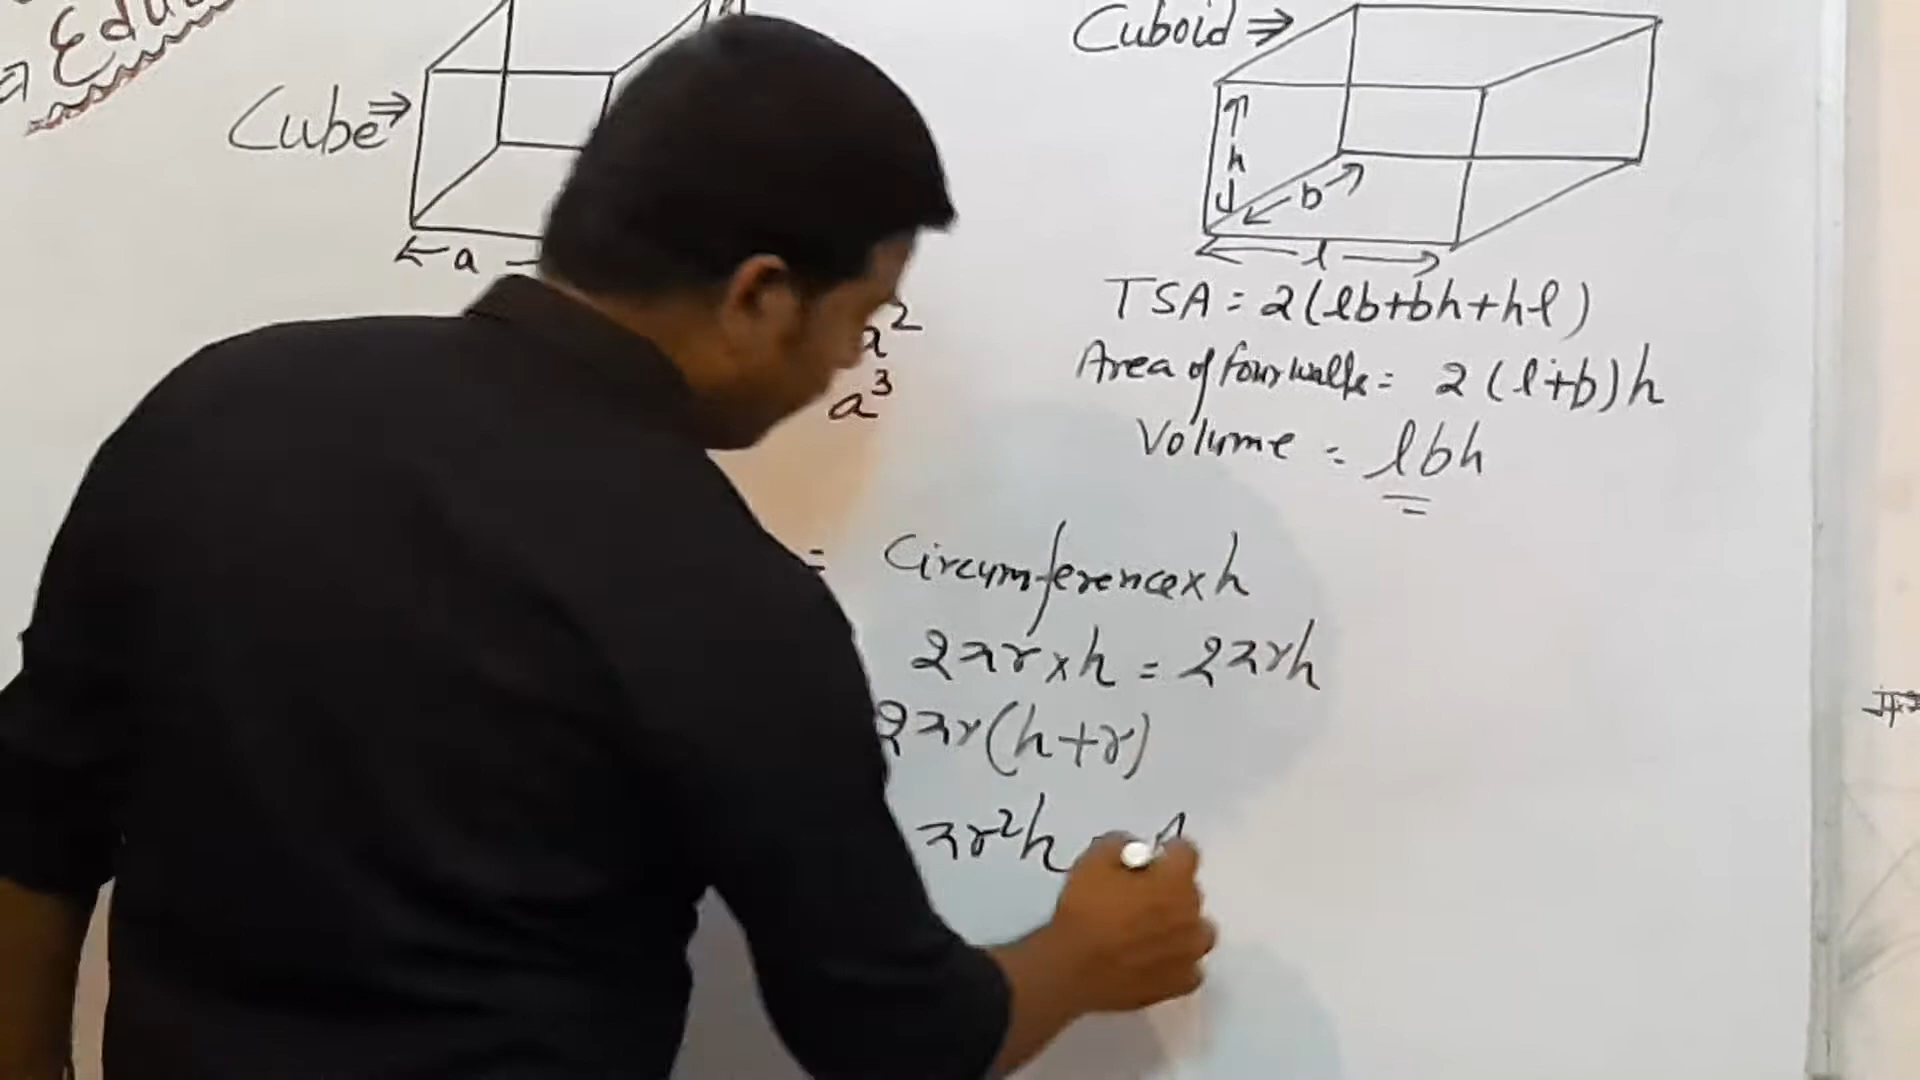 Cube⇒
a
a²
a³
Cuboid ⇒
h
b
l
TSA = 2(lb+bh+hl)
Area of four walls = 2(l+b)h
Volume = lbh
= Circumference×h
2πr×h = 2πrh
2πr(h+r)
πr²h